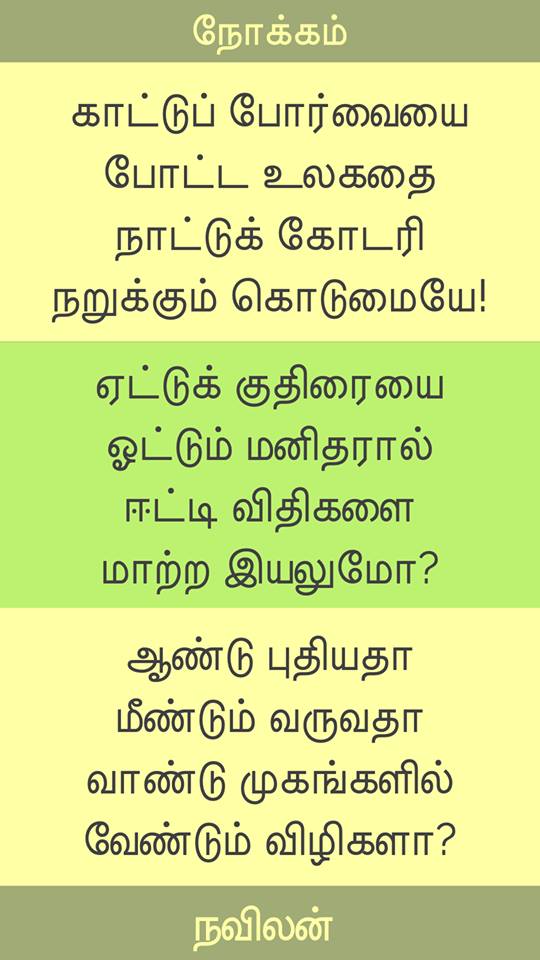 நோக்கம்
காட்டுப் போர்வையை
போட்ட உலகதை
நாட்டுக் கோடரி
நறுக்கும் கொடுமையே!
ஏட்டுக் குதிரையை
ஓட்டும் மனிதரால்
ஈட்டி விதிகளை
மாற்ற இயலுமோ?
ஆண்டு புதியதா
மீண்டும் வருவதா
வாண்டு முகங்களில்
வேண்டும் விழிகளா?
நவிலன்